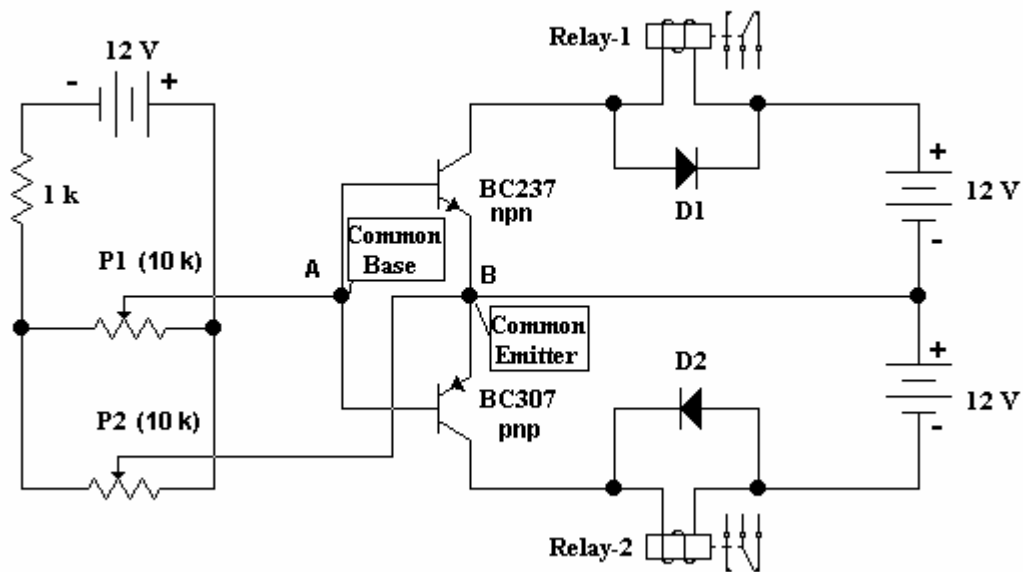 Relay-1
12 V
-
+
1 k
BC237
npn
D1
+
12 V
-
P1 (10 k)
A
Common
Base
B
Common
Emitter
D2
+
12 V
-
P2 (10 k)
BC307
pnp
Relay-2